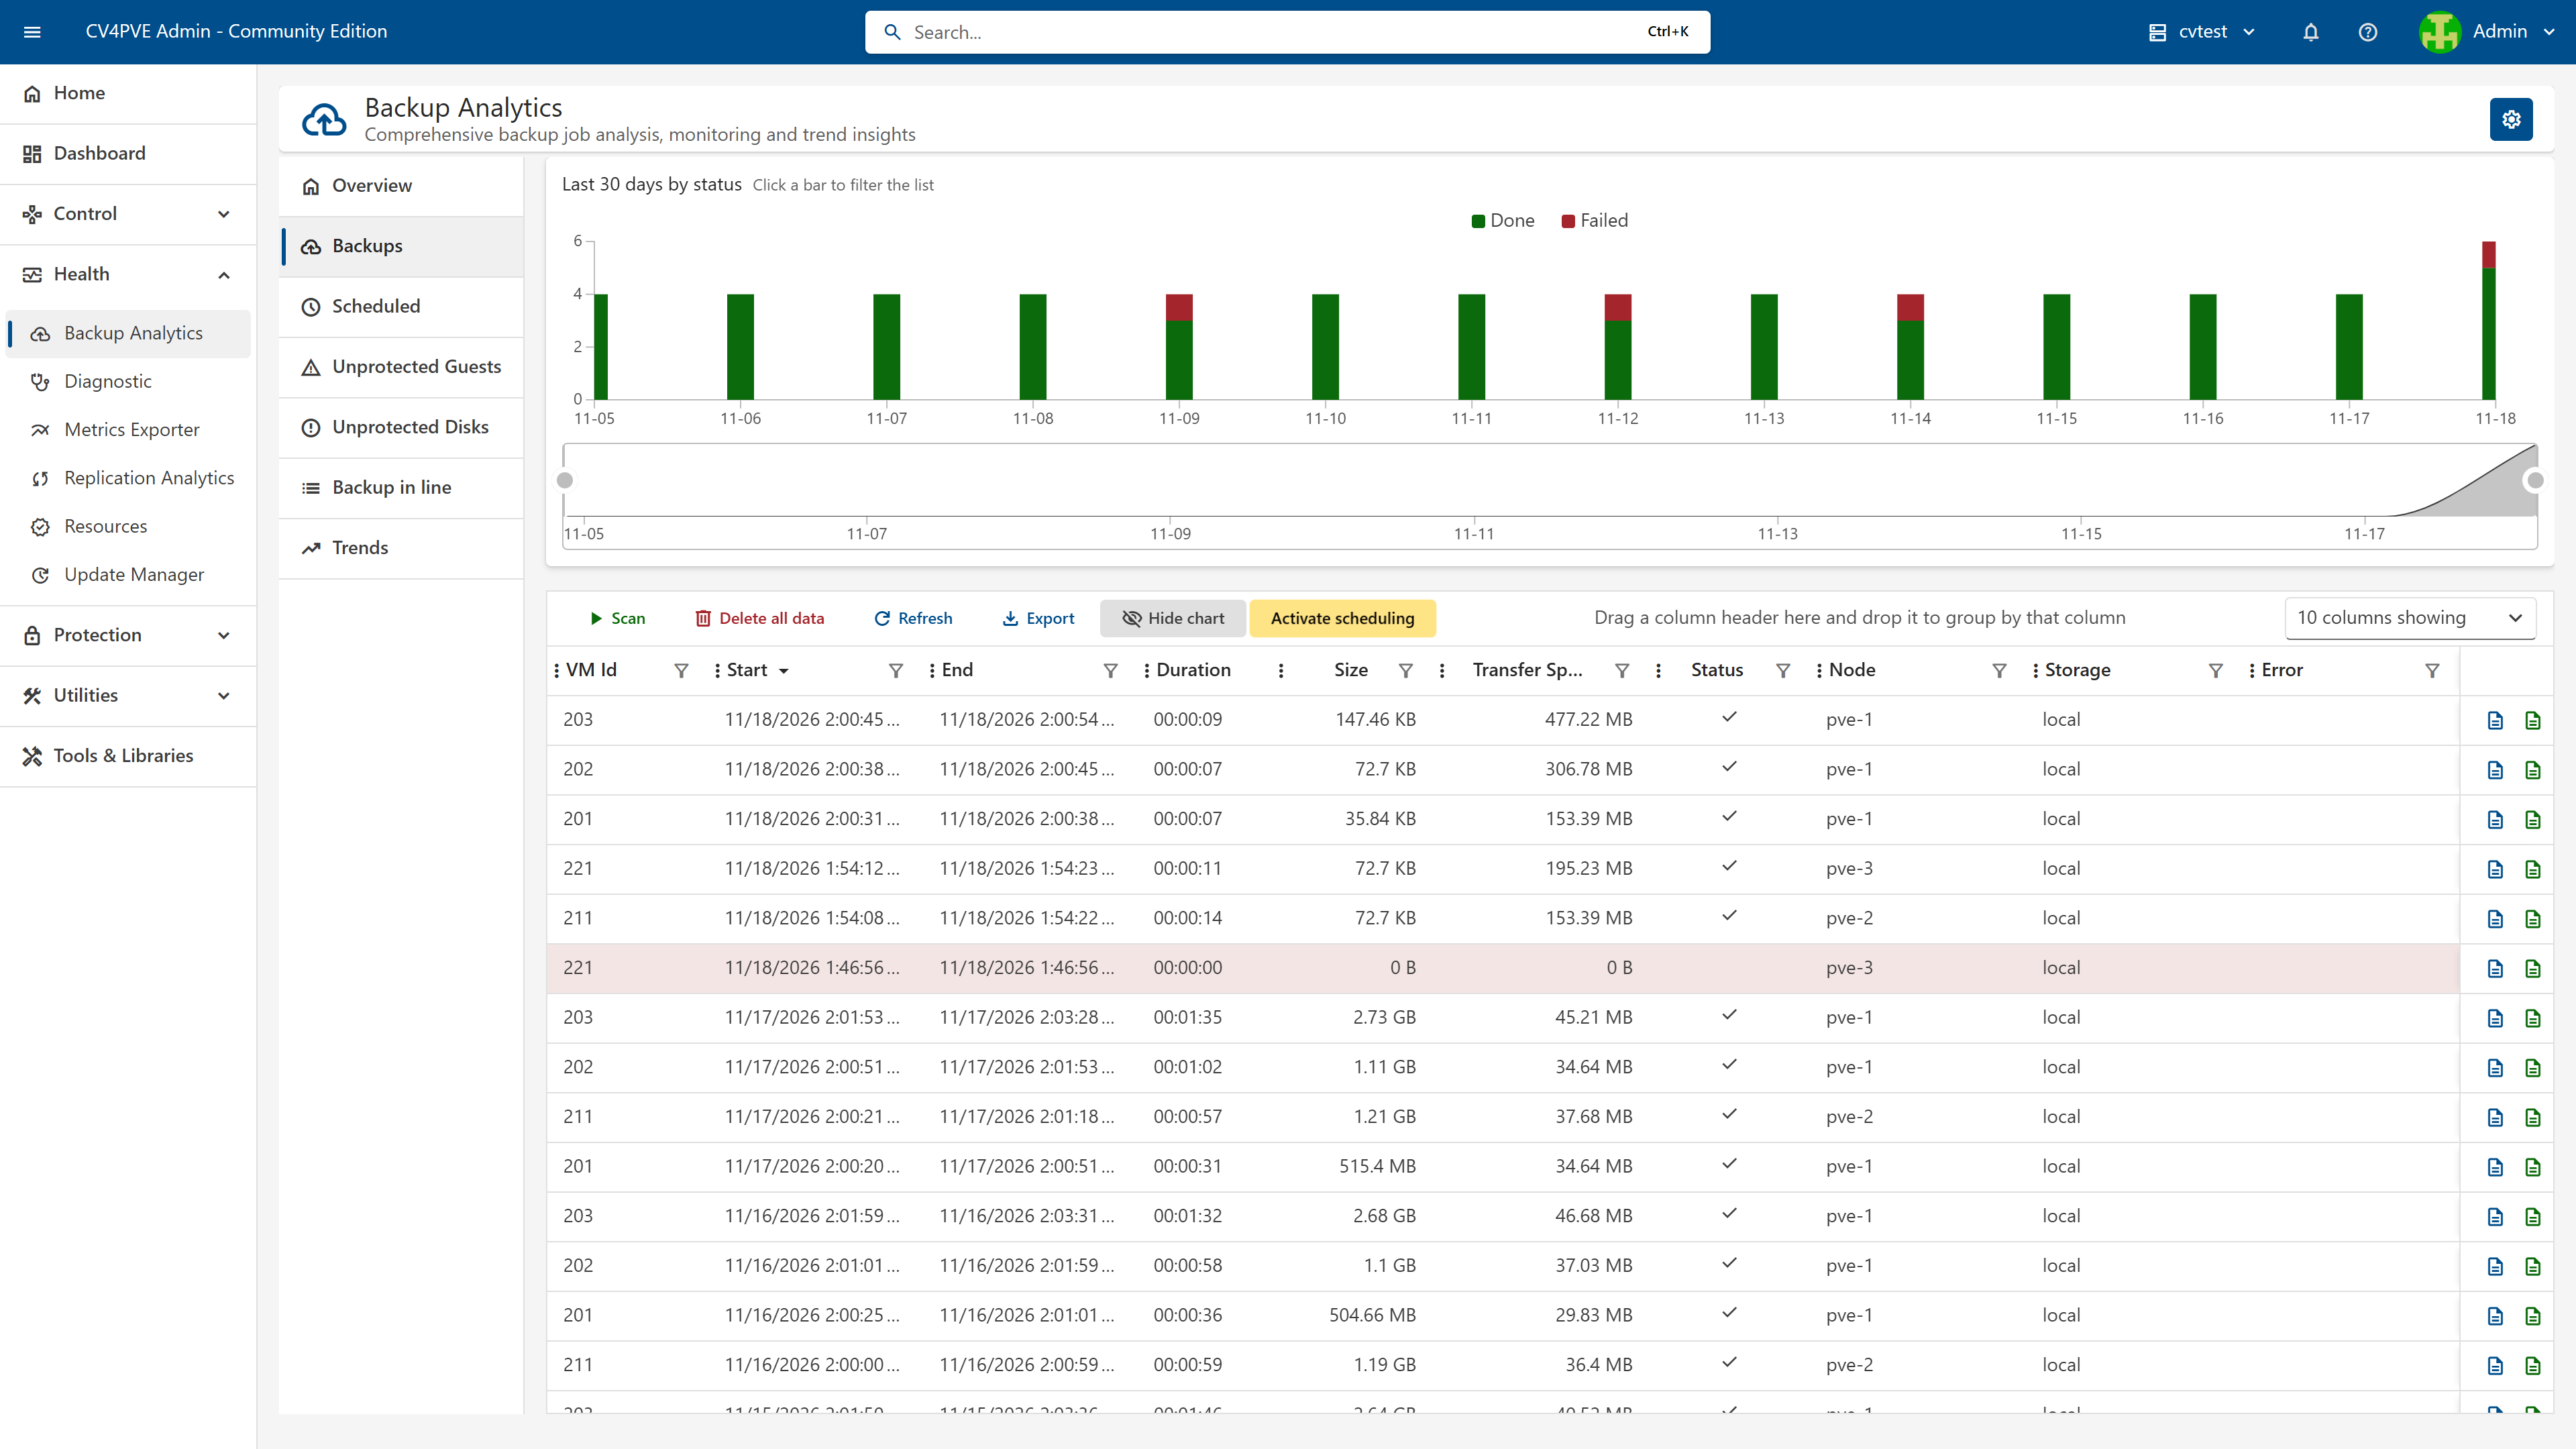 CV4PVE Admin - Community Edition
Search...
Ctrl+K
cvtest
Admin
Home
Dashboard
Control
Health
Backup Analytics
Diagnostic
Metrics Exporter
Replication Analytics
Resources
Update Manager
Protection
Utilities
Tools & Libraries
Backup Analytics
Comprehensive backup job analysis, monitoring and trend insights
Overview
Backups
Scheduled
Unprotected Guests
Unprotected Disks
Backup in line
Trends
Last 30 days by status Click a bar to filter the list
Done Failed
6
4
2
0
11-05 11-06 11-07 11-08 11-09 11-10 11-11 11-12 11-13 11-14 11-15 11-16 11-17 11-18
11-05 11-07 11-09 11-11 11-13 11-15 11-17
Scan Delete all data Refresh Export Hide chart Activate scheduling Drag a column header here and drop it to group by that column 10 columns showing
VM Id Start End Duration Size Transfer Sp... Status Node Storage Error
203 11/18/2026 2:00:45 ... 11/18/2026 2:00:54 ... 00:00:09 147.46 KB 477.22 MB pve-1 local
202 11/18/2026 2:00:38 ... 11/18/2026 2:00:45 ... 00:00:07 72.7 KB 306.78 MB pve-1 local
201 11/18/2026 2:00:31 ... 11/18/2026 2:00:38 ... 00:00:07 35.84 KB 153.39 MB pve-1 local
221 11/18/2026 1:54:12 ... 11/18/2026 1:54:23 ... 00:00:11 72.7 KB 195.23 MB pve-3 local
211 11/18/2026 1:54:08 ... 11/18/2026 1:54:22 ... 00:00:14 72.7 KB 153.39 MB pve-2 local
221 11/18/2026 1:46:56 ... 11/18/2026 1:46:56 ... 00:00:00 0 B 0 B pve-3 local
203 11/17/2026 2:01:53 ... 11/17/2026 2:03:28 ... 00:01:35 2.73 GB 45.21 MB pve-1 local
202 11/17/2026 2:00:51 ... 11/17/2026 2:01:53 ... 00:01:02 1.11 GB 34.64 MB pve-1 local
211 11/17/2026 2:00:21 ... 11/17/2026 2:01:18 ... 00:00:57 1.21 GB 37.68 MB pve-2 local
201 11/17/2026 2:00:20 ... 11/17/2026 2:00:51 ... 00:00:31 515.4 MB 34.64 MB pve-1 local
203 11/16/2026 2:01:59 ... 11/16/2026 2:03:31 ... 00:01:32 2.68 GB 46.68 MB pve-1 local
202 11/16/2026 2:01:01 ... 11/16/2026 2:01:59 ... 00:00:58 1.1 GB 37.03 MB pve-1 local
201 11/16/2026 2:00:25 ... 11/16/2026 2:01:01 ... 00:00:36 504.66 MB 29.83 MB pve-1 local
211 11/16/2026 2:00:00 ... 11/16/2026 2:00:59 ... 00:00:59 1.19 GB 36.4 MB pve-2 local